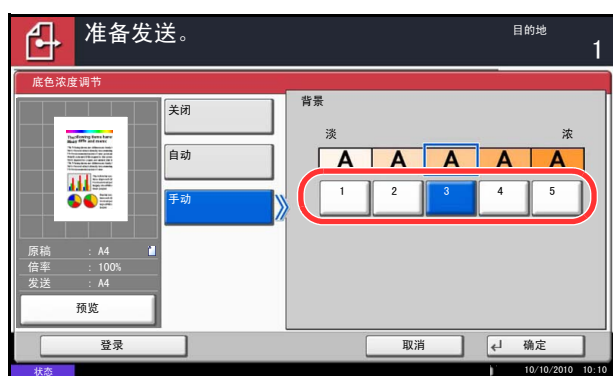 准备发送。
目的地
1
底色浓度调节
关闭
自动
手动
背景
淡 浓
A A A A A
1 2 3 4 5
原稿 : A4
倍率 : 100%
发送 : A4
预览
登录
取消
确定
状态
10/10/2010 10:10